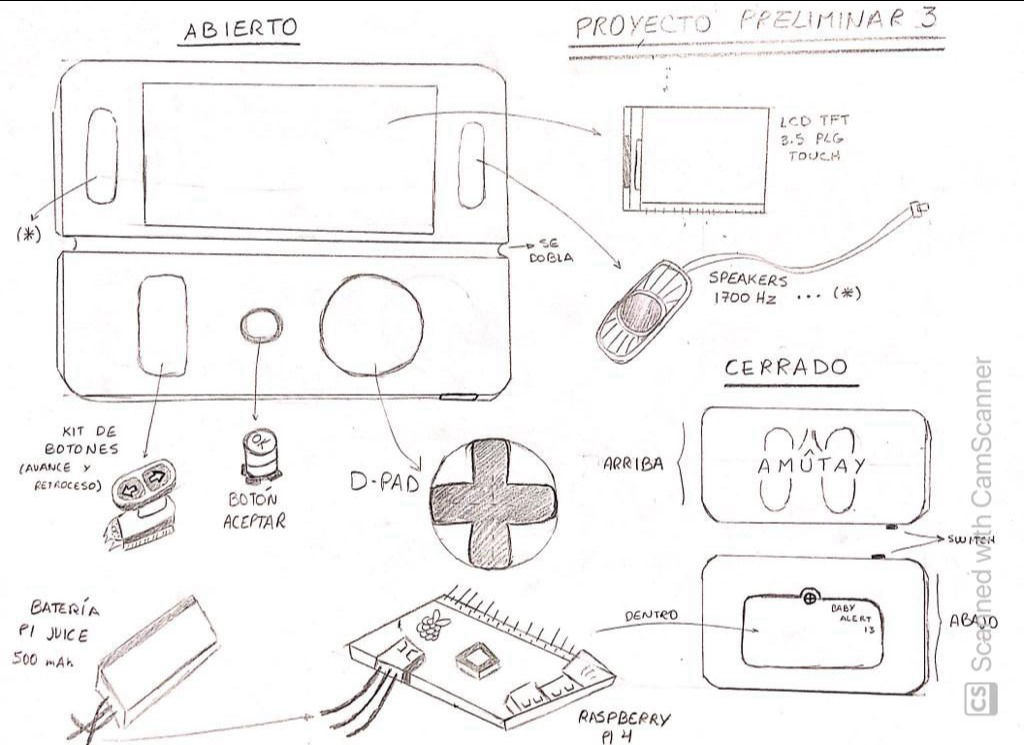 ABIERTO
PROYECTO PRELIMINAR 3
LCD TFT
3.5 PLG
TOUCH
(*)
SE
DOBLA
SPEAKERS
1700 Hz ... (*)
CERRADO
KIT DE
BOTONES
(AVANCE Y
RETROCESO)
OK
BOTÓN
ACEPTAR
D-PAD
ARRIBA
AMÛTAY
SWITCH
BATERÍA
PI JUICE
500 mAh
DENTRO
BABY
ALERT
13
ABAJO
RASPBERRY
PI 4
CS Scanned with CamScanner